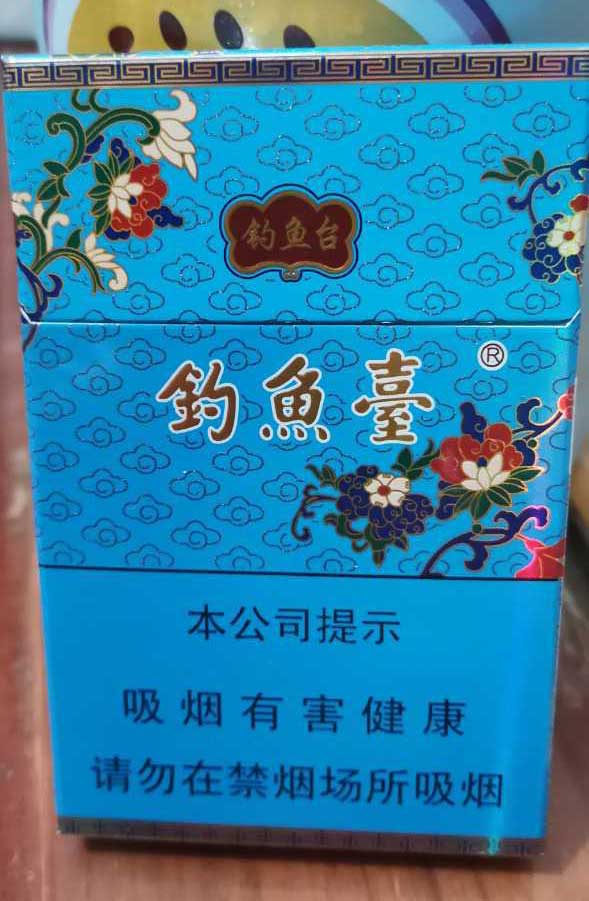 钓鱼台
釣魚臺®
本公司提示
吸烟有害健康
请勿在禁烟场所吸烟